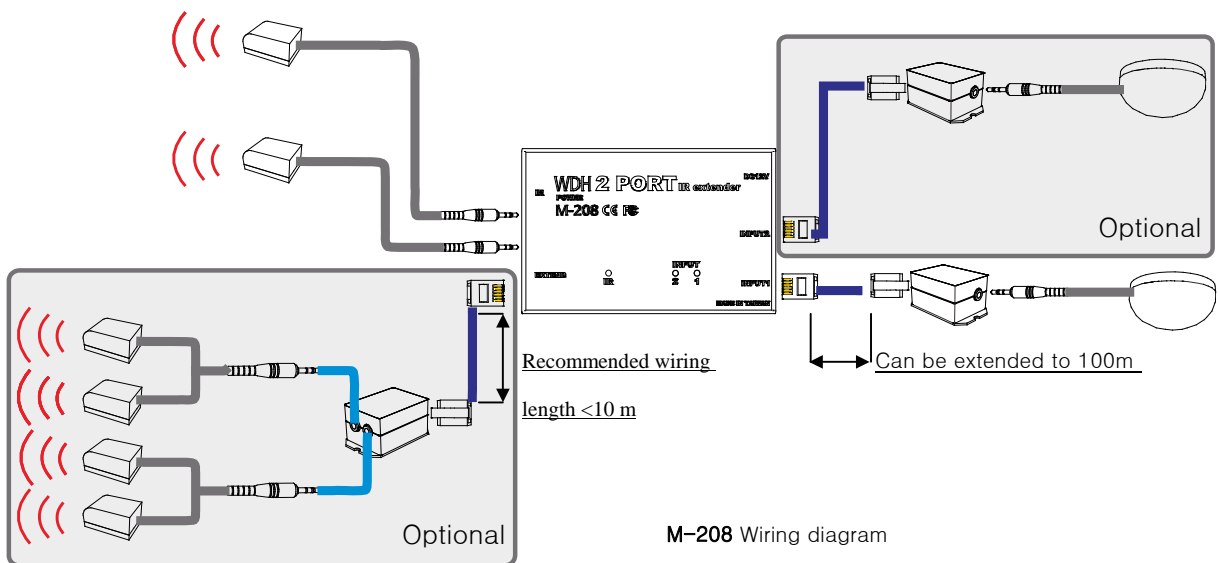 DC12V
IR
WDH 2 PORT IR extender
POWER
M-208 CE FC
INPUT2
Optional
EXTEND
IR
INPUT
2 1
INPUT1
MADE IN TAIWAN
Recommended wiring
length <10 m
Can be extended to 100m
Optional
M-208 Wiring diagram